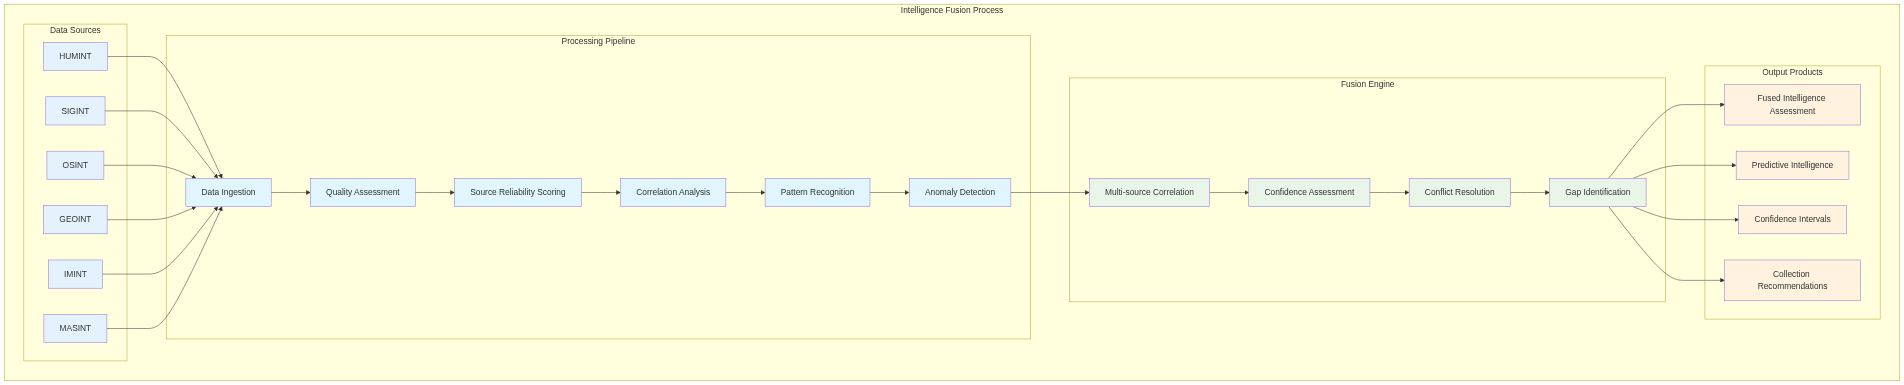 Intelligence Fusion Process
Data Sources
HUMINT
SIGINT
OSINT
GEOINT
IMINT
MASINT
Processing Pipeline
Data Ingestion
Quality Assessment
Source Reliability Scoring
Correlation Analysis
Pattern Recognition
Anomaly Detection
Fusion Engine
Multi-source Correlation
Confidence Assessment
Conflict Resolution
Gap Identification
Output Products
Fused Intelligence
Assessment
Predictive Intelligence
Confidence Intervals
Collection
Recommendations